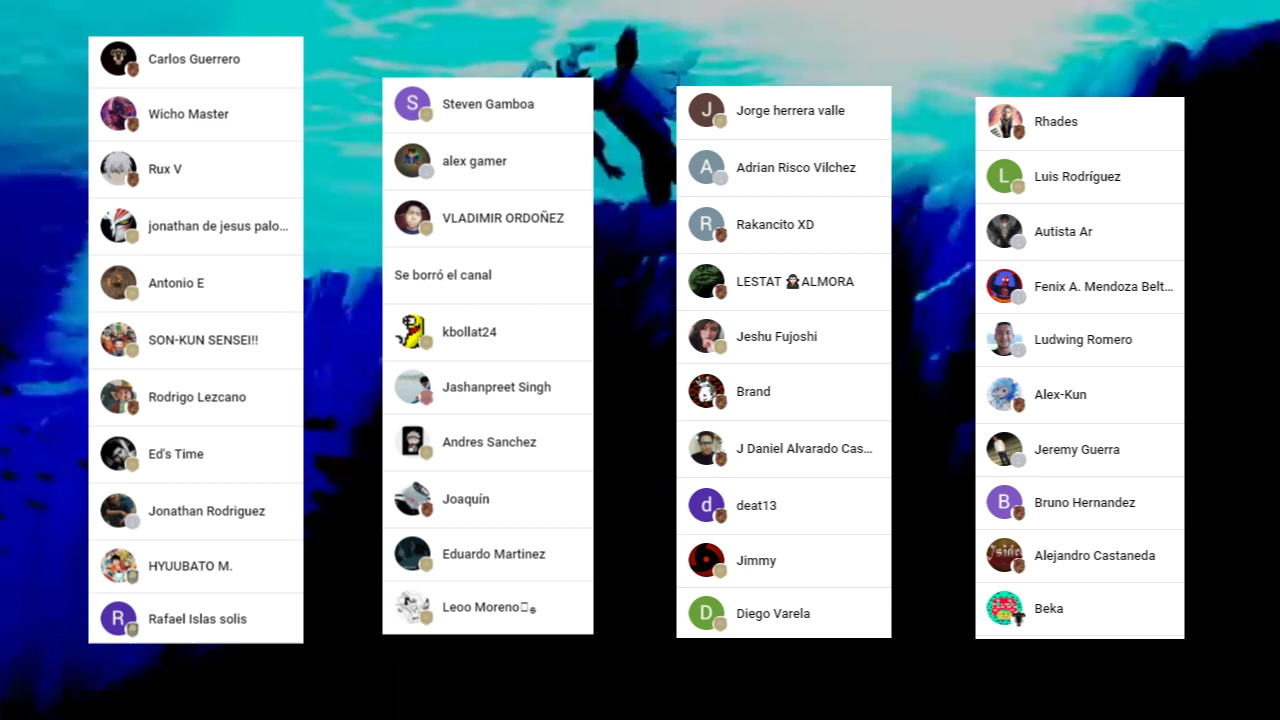 Carlos Guerrero
Wicho Master
Rux V
jonathan de jesus palo...
Antonio E
SON-KUN SENSEI!!
Rodrigo Lezcano
Ed's Time
Jonathan Rodriguez
HYUUBATO M.
R
Rafael Islas solis
S
Steven Gamboa
alex gamer
VLADIMIR ORDOÑEZ
Se borró el canal
kbollat24
Jashanpreet Singh
Andres Sanchez
Joaquín
Eduardo Martinez
Leoo Moreno
J
Jorge herrera valle
A
Adrian Risco Vilchez
R
Rakancito XD
LESTAT ALMORA
Jeshu Fujoshi
Brand
J Daniel Alvarado Cas...
d
deat13
Jimmy
D
Diego Varela
Rhades
L
Luis Rodríguez
Autista Ar
Fenix A. Mendoza Belt...
Ludwing Romero
Alex-Kun
Jeremy Guerra
B
Bruno Hernandez
Alejandro Castaneda
Beka